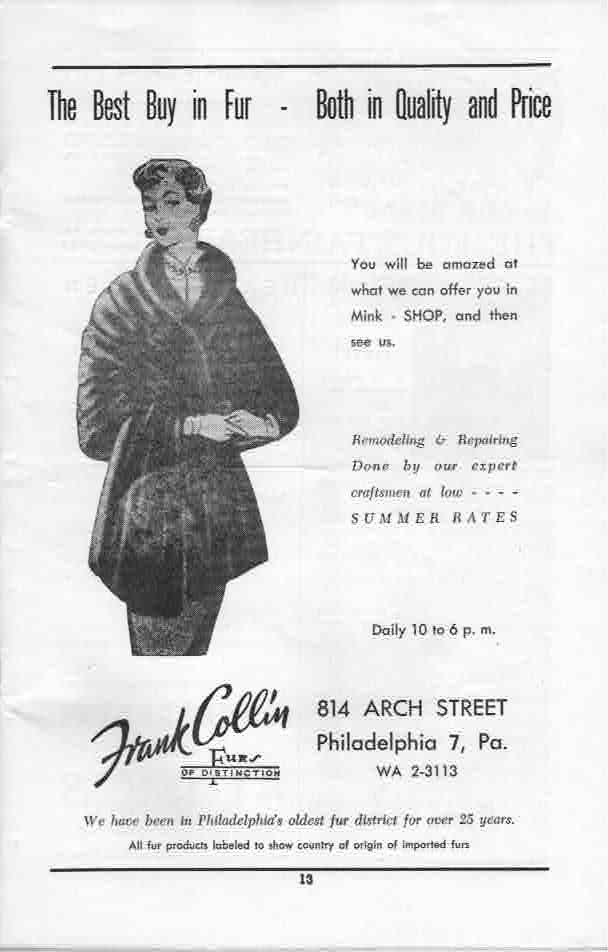 The Best Buy in Fur - Both in Quality and Price
You will be amazed at
what we can offer you in
Mink - SHOP, and then
see us.
Remodeling & Repairing
Done by our expert
craftsmen at low - - - -
SUMMER RATES
Daily 10 to 6 p. m.
Frank Collin
Furs
OF DISTINCTION
814 ARCH STREET
Philadelphia 7, Pa.
WA 2-3113
We have been in Philadelphia's oldest fur district for over 25 years.
All fur products labeled to show country of origin of imported furs
13